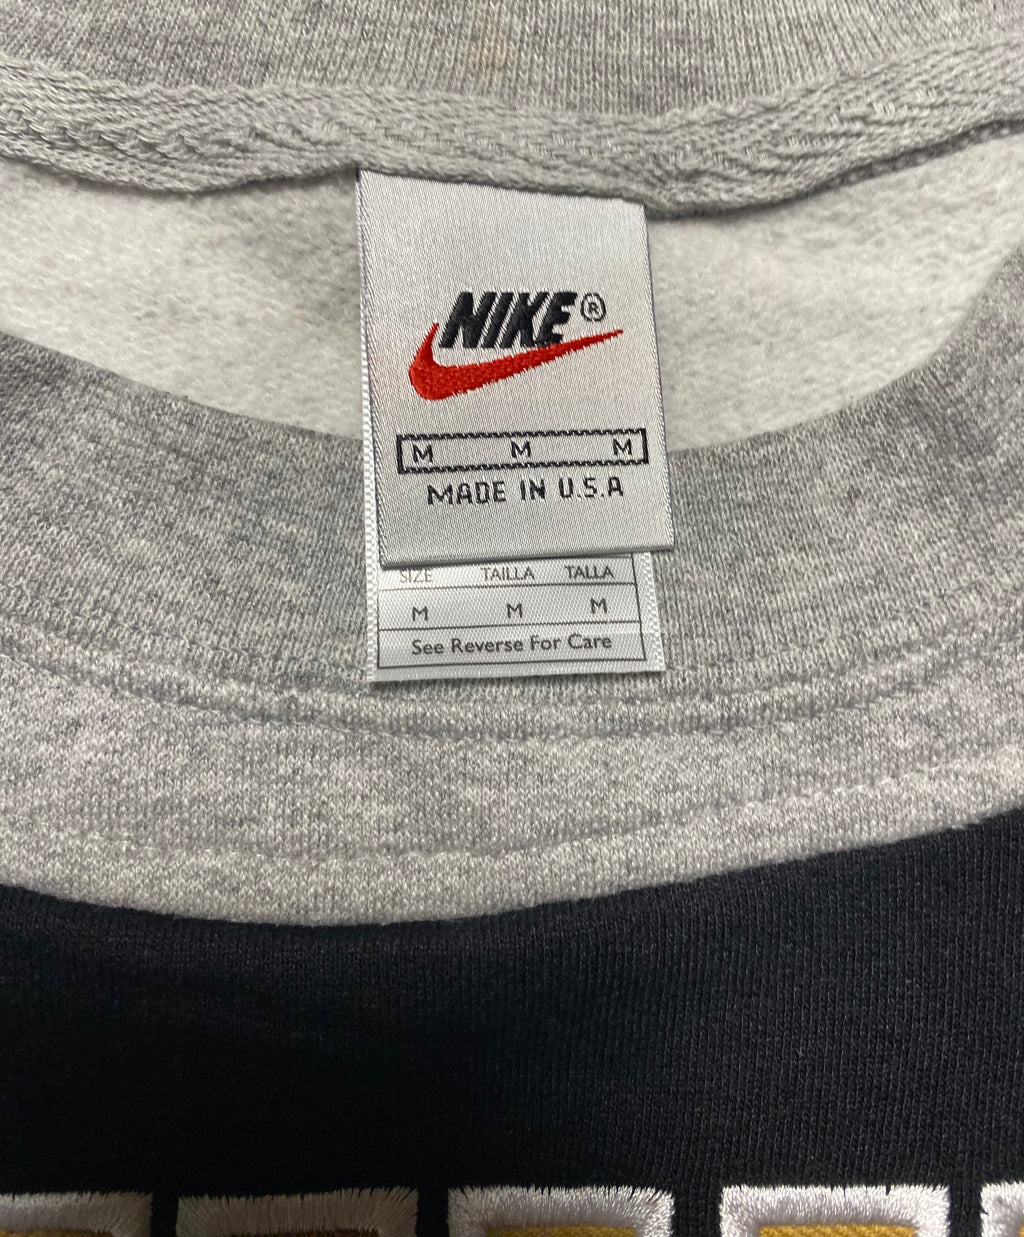 NIKE®
M M M
MADE IN U.S.A
SIZE TAILLA TALLA
M M M
See Reverse For Care